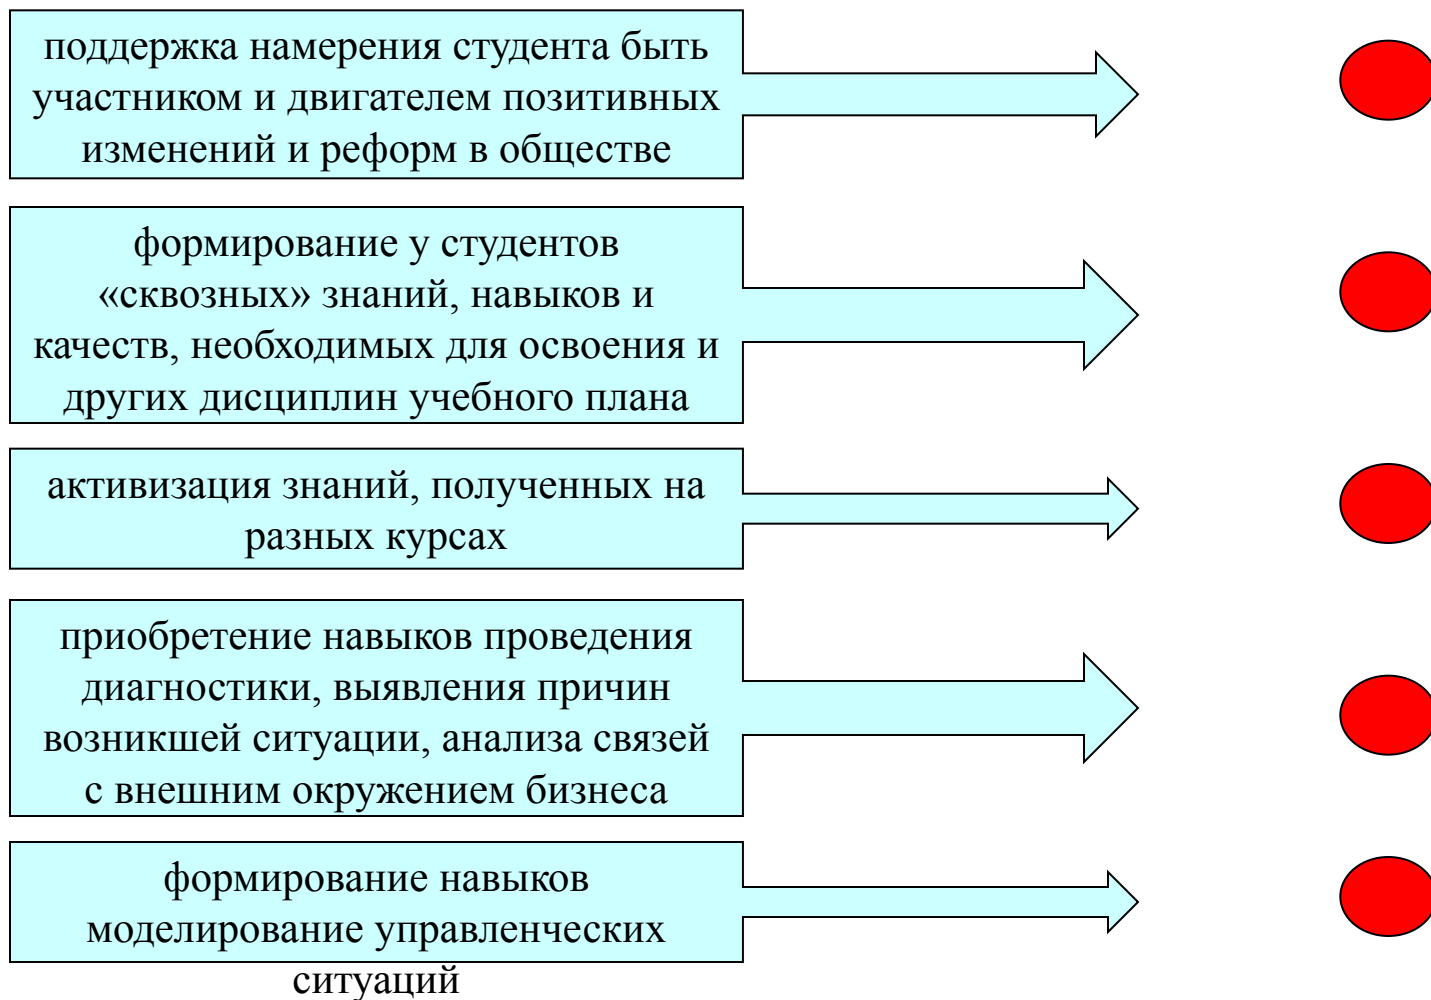 поддержка намерения студента быть
участником и двигателем позитивных
изменений и реформ в обществе
формирование у студентов
«сквозных» знаний, навыков и
качеств, необходимых для освоения и
других дисциплин учебного плана
активизация знаний, полученных на
разных курсах
приобретение навыков проведения
диагностики, выявления причин
возникшей ситуации, анализа связей
с внешним окружением бизнеса
формирование навыков
моделирование управленческих
ситуаций